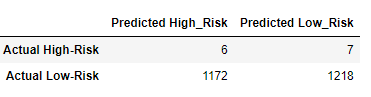 Predicted High_Risk Predicted Low_Risk
Actual High-Risk 6 7
Actual Low-Risk 1172 1218